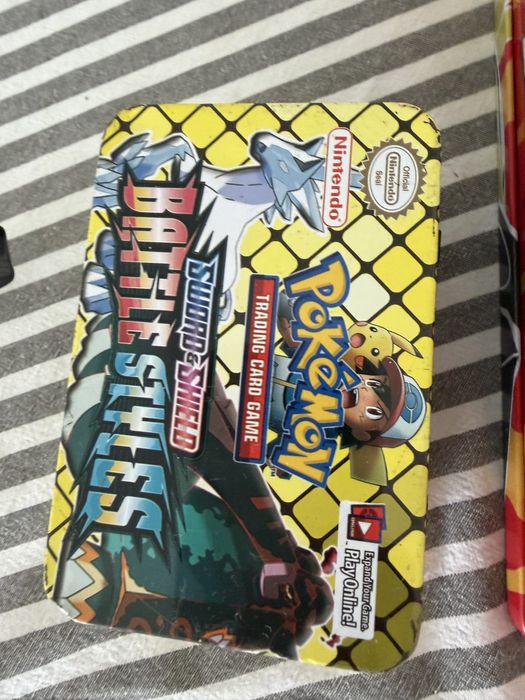 Nintendo®
Official
Nintendo
Seal
POKéMON
TRADING CARD GAME
SWORD & SHIELD
BATTLE STYLES
Expand Your Game.
Play Online!